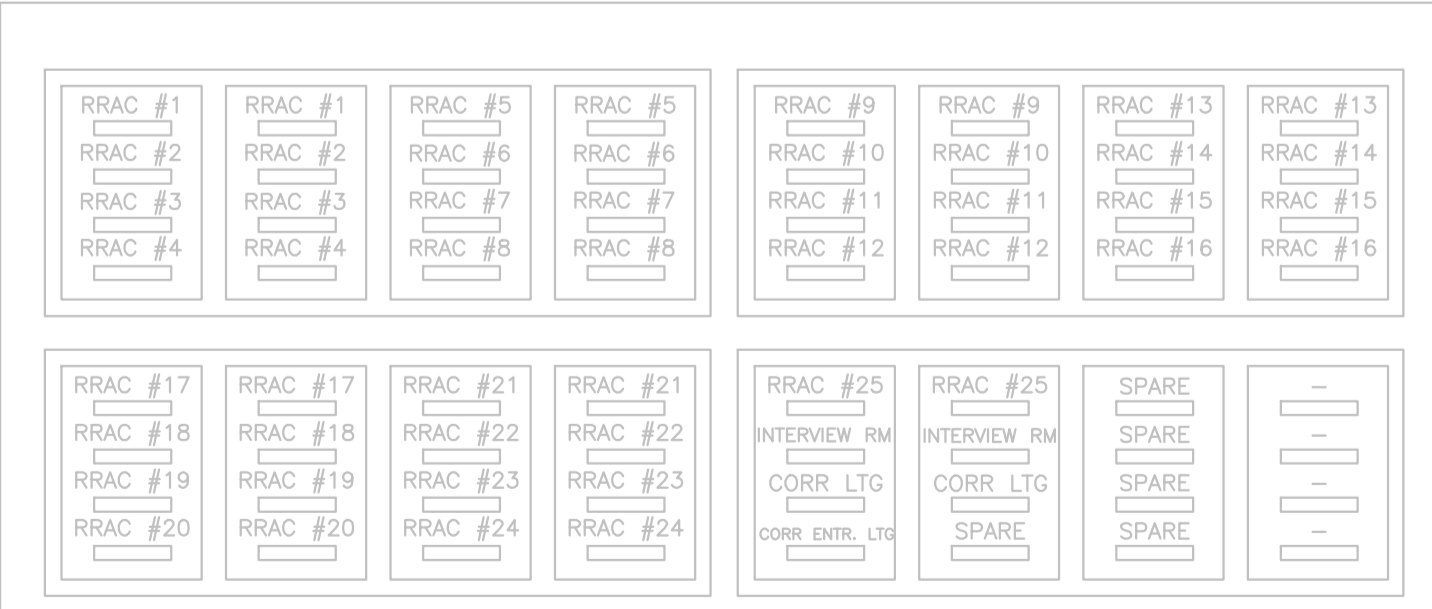 RRAC #1 RRAC #1 RRAC #5 RRAC #5 RRAC #9 RRAC #9 RRAC #13 RRAC #13
RRAC #2 RRAC #2 RRAC #6 RRAC #6 RRAC #10 RRAC #10 RRAC #14 RRAC #14
RRAC #3 RRAC #3 RRAC #7 RRAC #7 RRAC #11 RRAC #11 RRAC #15 RRAC #15
RRAC #4 RRAC #4 RRAC #8 RRAC #8 RRAC #12 RRAC #12 RRAC #16 RRAC #16
RRAC #17 RRAC #17 RRAC #21 RRAC #21 RRAC #25 RRAC #25 SPARE –
RRAC #18 RRAC #18 RRAC #22 RRAC #22 INTERVIEW RM INTERVIEW RM SPARE –
RRAC #19 RRAC #19 RRAC #23 RRAC #23 CORR LTG CORR LTG SPARE –
RRAC #20 RRAC #20 RRAC #24 RRAC #24 CORR ENTR. LTG SPARE SPARE –